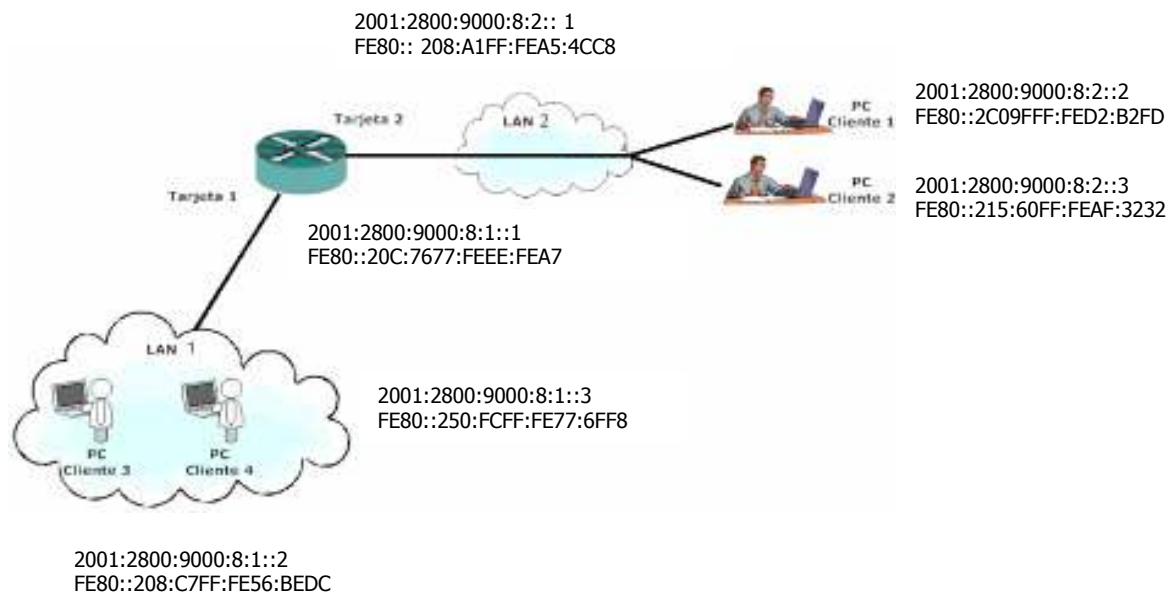 2001:2800:9000:8:2:: 1
FE80:: 208:A1FF:FEA5:4CC8
Tarjeta 2
LAN 2
PC
Cliente 1
2001:2800:9000:8:2::2
FE80::2C09FFF:FED2:B2FD
PC
Cliente 2
2001:2800:9000:8:2::3
FE80::215:60FF:FEAF:3232
Tarjeta 1
2001:2800:9000:8:1::1
FE80::20C:7677:FEEE:FEA7
LAN 1
PC
Cliente 3
PC
Cliente 4
2001:2800:9000:8:1::3
FE80::250:FCFF:FE77:6FF8
2001:2800:9000:8:1::2
FE80::208:C7FF:FE56:BEDC